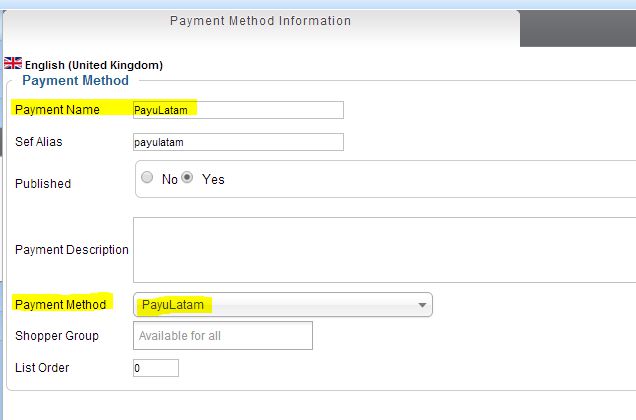 Payment Method Information
English (United Kingdom)
Payment Method
Payment Name PayuLatam
Sef Alias payulatam
Published No Yes
Payment Description
Payment Method PayuLatam
Shopper Group Available for all
List Order 0